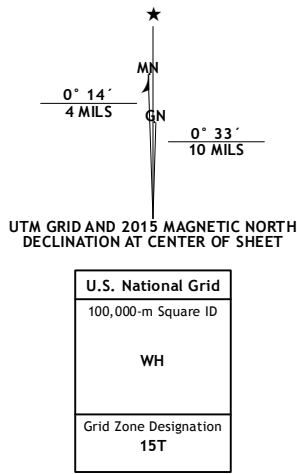 ★
MN
GN
0° 14´
4 MILS
0° 33´
10 MILS
UTM GRID AND 2015 MAGNETIC NORTH
DECLINATION AT CENTER OF SHEET
U.S. National Grid
100,000-m Square ID
WH
Grid Zone Designation
15T